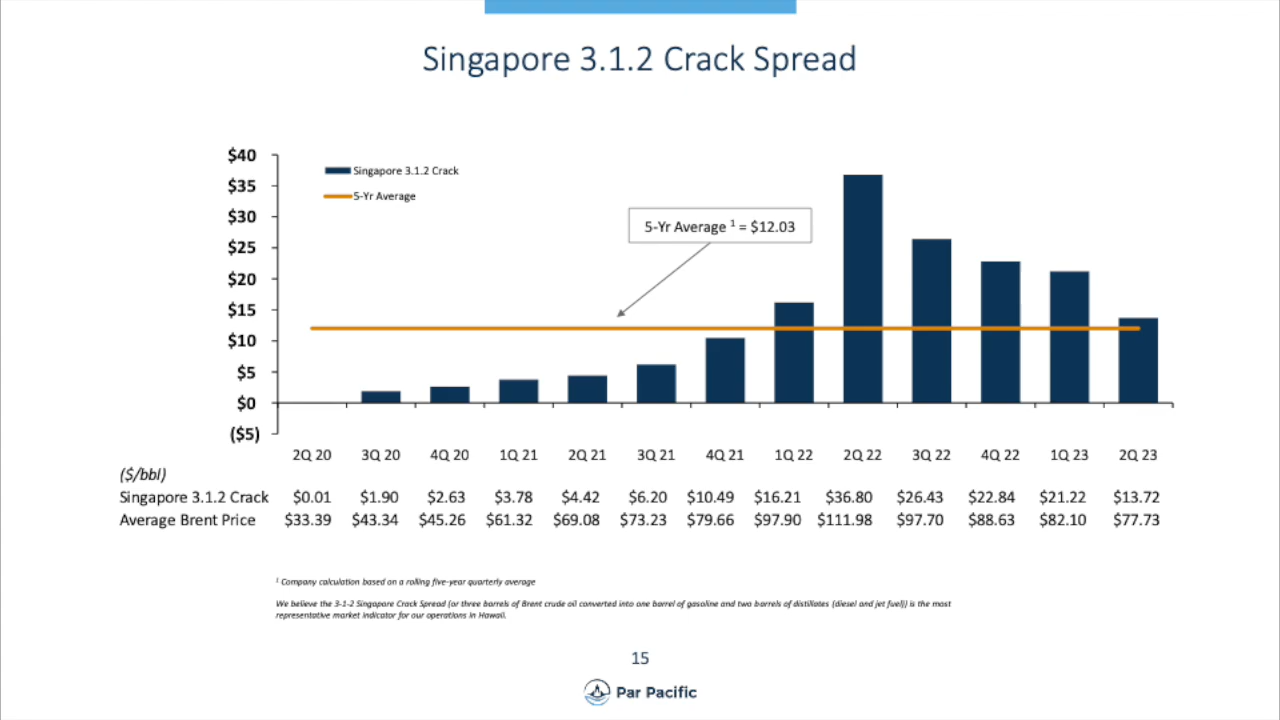 Singapore 3.1.2 Crack Spread
$40
$35
$30
$25
$20
$15
$10
$5
$0
($5)
Singapore 3.1.2 Crack
5-Yr Average
5-Yr Average ¹ = $12.03
2Q 20 3Q 20 4Q 20 1Q 21 2Q 21 3Q 21 4Q 21 1Q 22 2Q 22 3Q 22 4Q 22 1Q 23 2Q 23
($/bbl)
Singapore 3.1.2 Crack $0.01 $1.90 $2.63 $3.78 $4.42 $6.20 $10.49 $16.21 $36.80 $26.43 $22.84 $21.22 $13.72
Average Brent Price $33.39 $43.34 $45.26 $61.32 $69.08 $73.23 $79.66 $97.90 $111.98 $97.70 $88.63 $82.10 $77.73
¹ Company calculation based on a rolling five-year quarterly average
We believe the 3-1-2 Singapore Crack Spread (or three barrels of Brent crude oil converted into one barrel of gasoline and two barrels of distillates (diesel and jet fuel)) is the most
representative market indicator for our operations in Hawaii.
15
Par Pacific